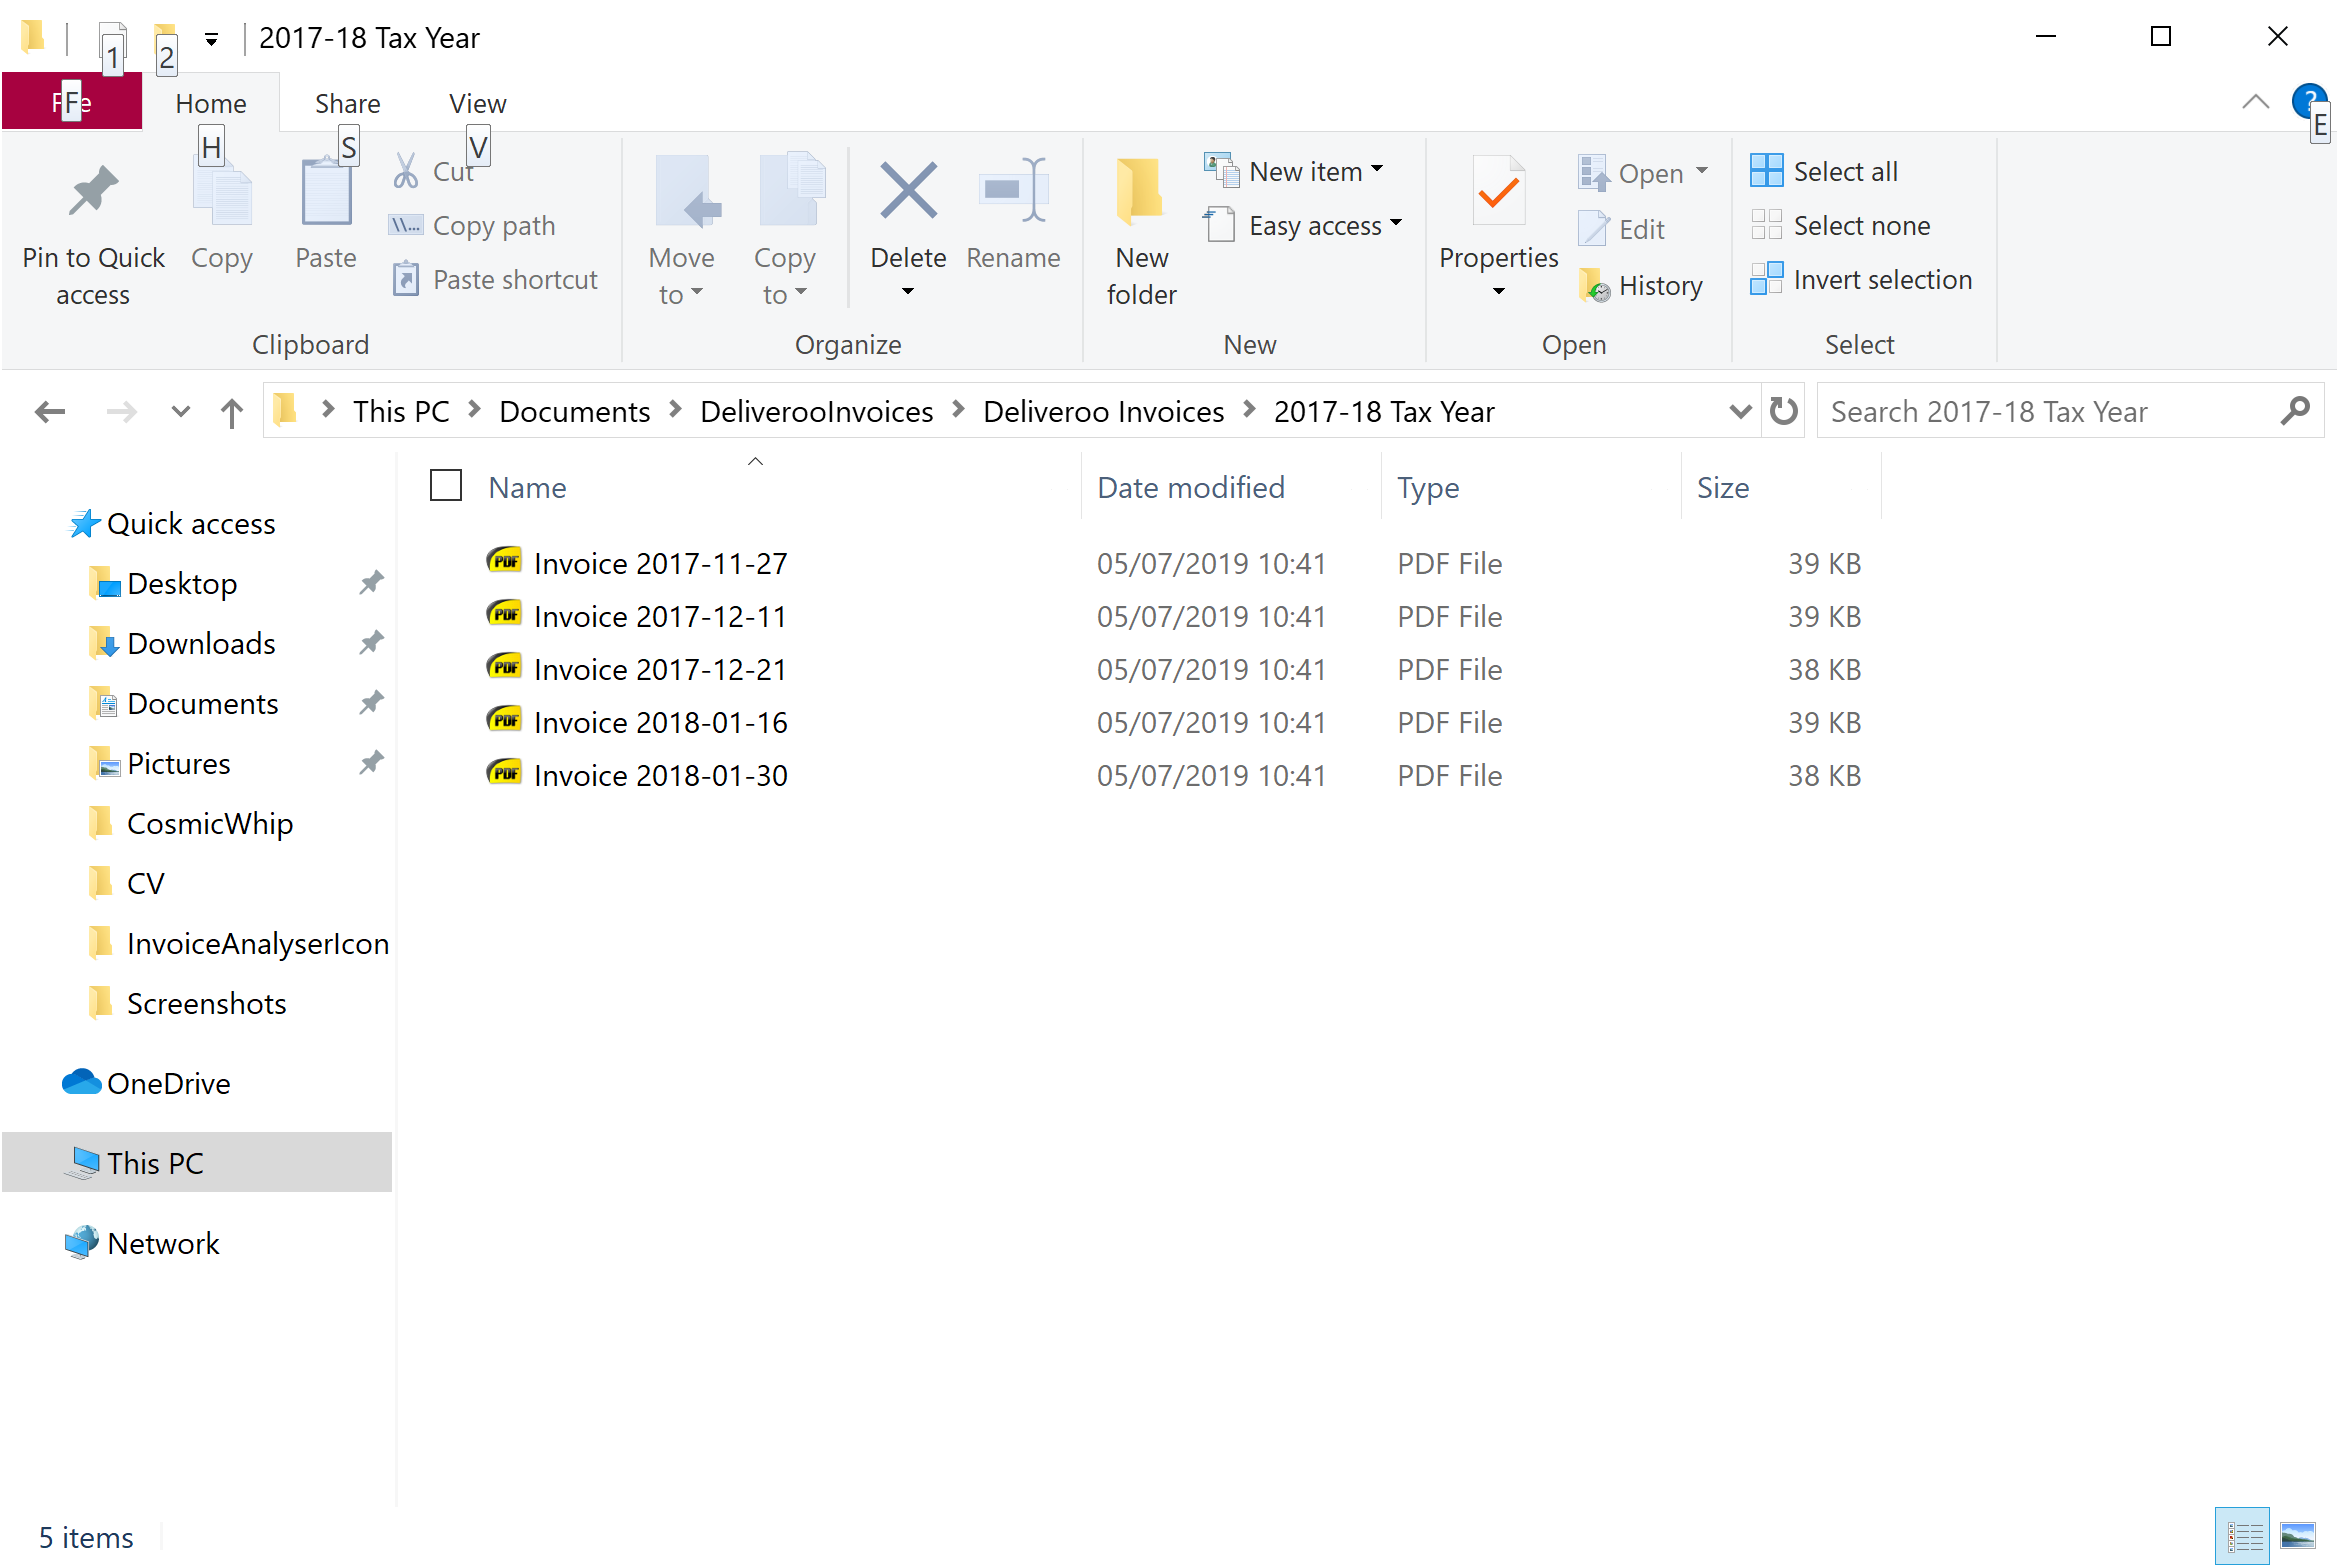 1 2 2017-18 Tax Year
F Home Share View
H S V E
Pin to Quick access
Copy
Paste
Cut
Copy path
Paste shortcut
Clipboard
Move to
Copy to
Delete
Rename
Organize
New folder
New item
Easy access
New
Properties
Open
Edit
History
Open
Select all
Select none
Invert selection
Select
This PC Documents DeliverooInvoices Deliveroo Invoices 2017-18 Tax Year
Search 2017-18 Tax Year
Quick access
Desktop
Downloads
Documents
Pictures
CosmicWhip
CV
InvoiceAnalyserIcon
Screenshots
OneDrive
This PC
Network
Name Date modified Type Size
PDF Invoice 2017-11-27 05/07/2019 10:41 PDF File 39 KB
PDF Invoice 2017-12-11 05/07/2019 10:41 PDF File 39 KB
PDF Invoice 2017-12-21 05/07/2019 10:41 PDF File 38 KB
PDF Invoice 2018-01-16 05/07/2019 10:41 PDF File 39 KB
PDF Invoice 2018-01-30 05/07/2019 10:41 PDF File 38 KB
5 items